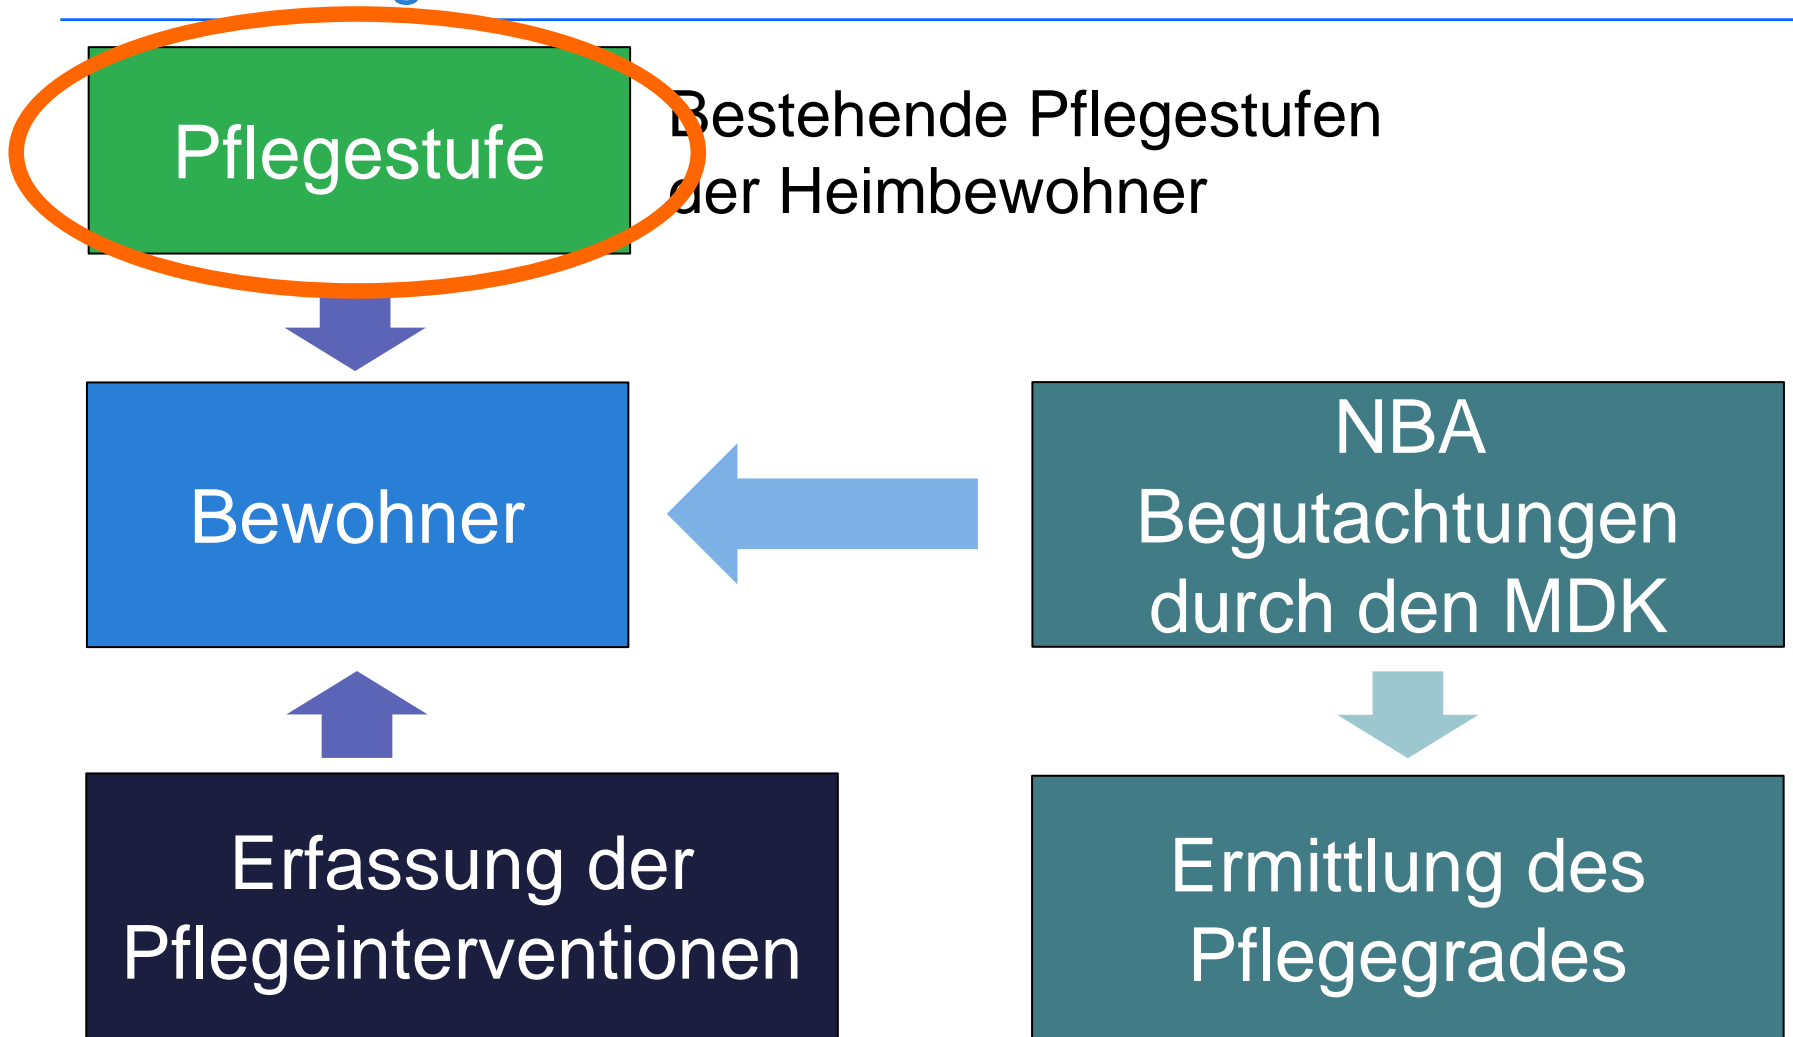 Pflegestufe
Bestehende Pflegestufen
der Heimbewohner
Bewohner
NBA
Begutachtungen
durch den MDK
Erfassung der
Pflegeinterventionen
Ermittlung des
Pflegegrades